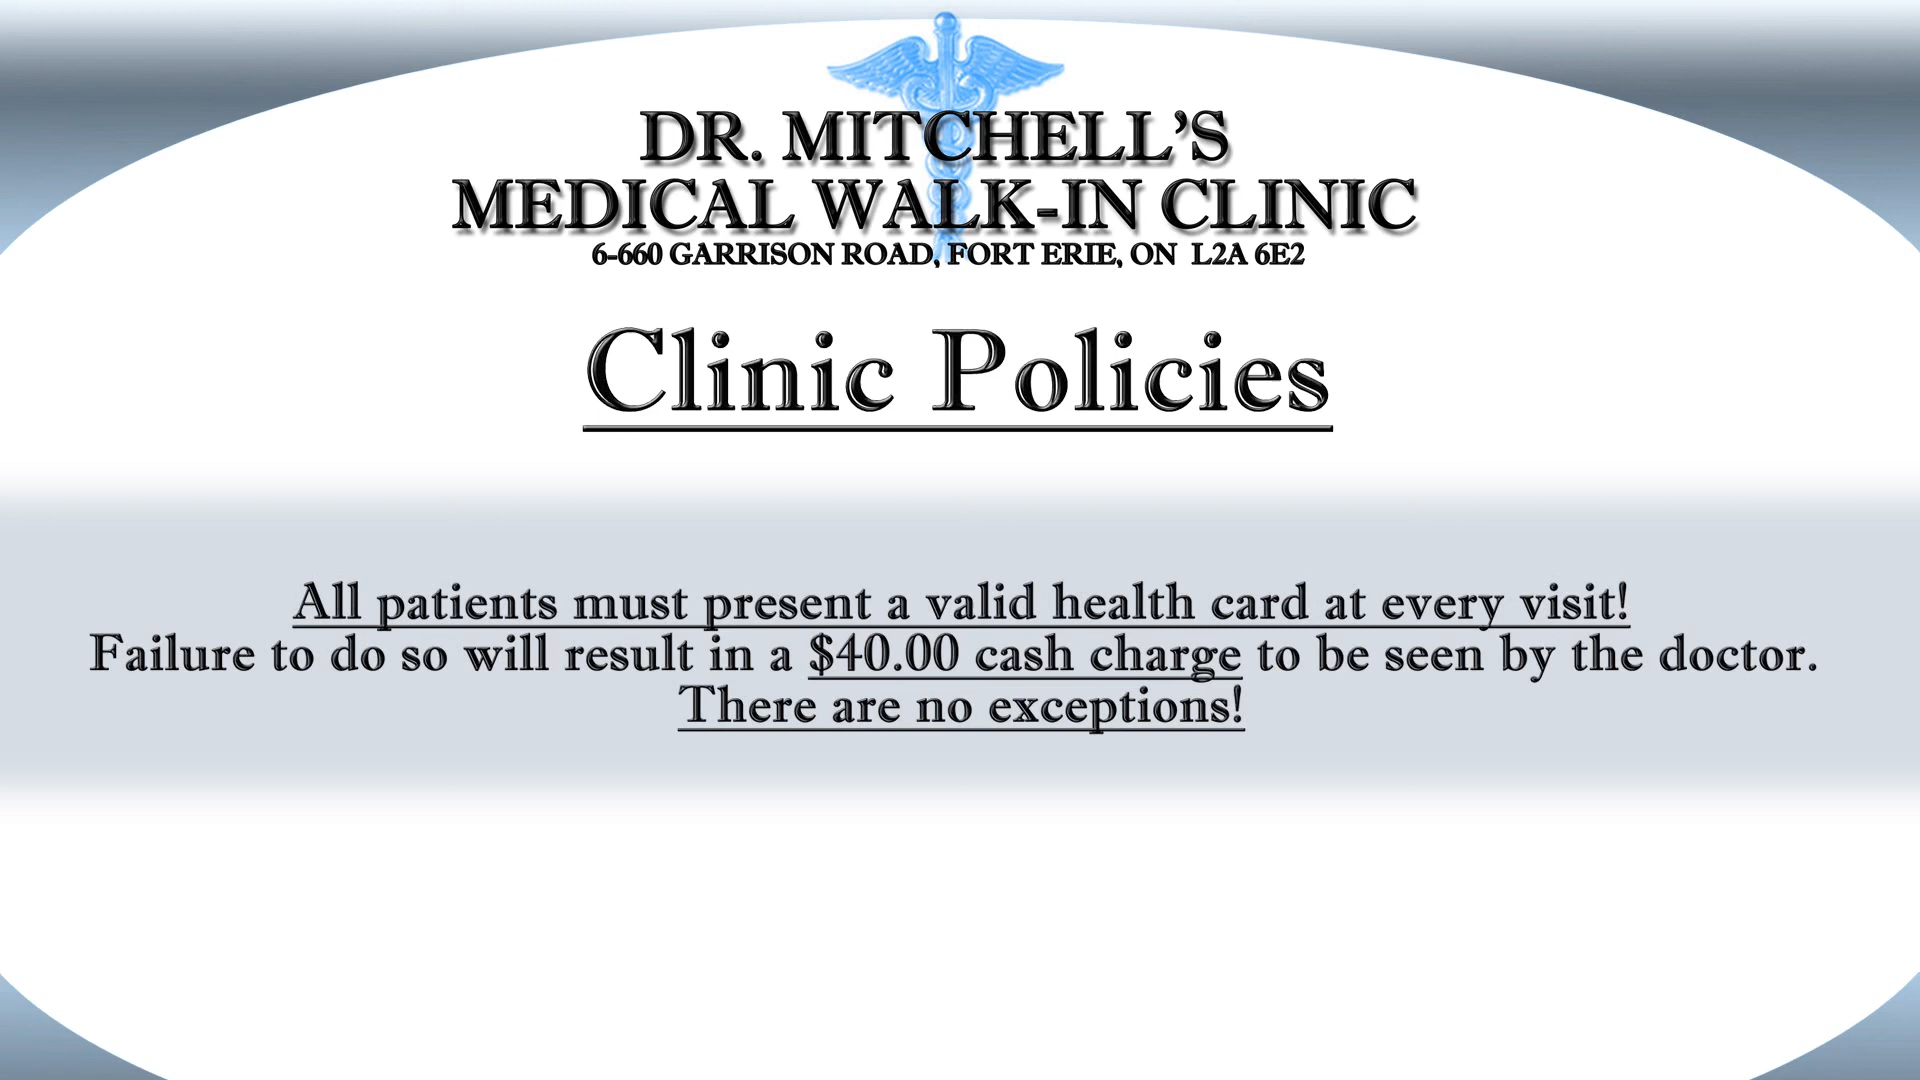 DR. MITCHELL'S
MEDICAL WALK-IN CLINIC
6-660 GARRISON ROAD, FORT ERIE, ON  L2A 6E2
Clinic Policies
All patients must present a valid health card at every visit!
Failure to do so will result in a $40.00 cash charge to be seen by the doctor.
There are no exceptions!